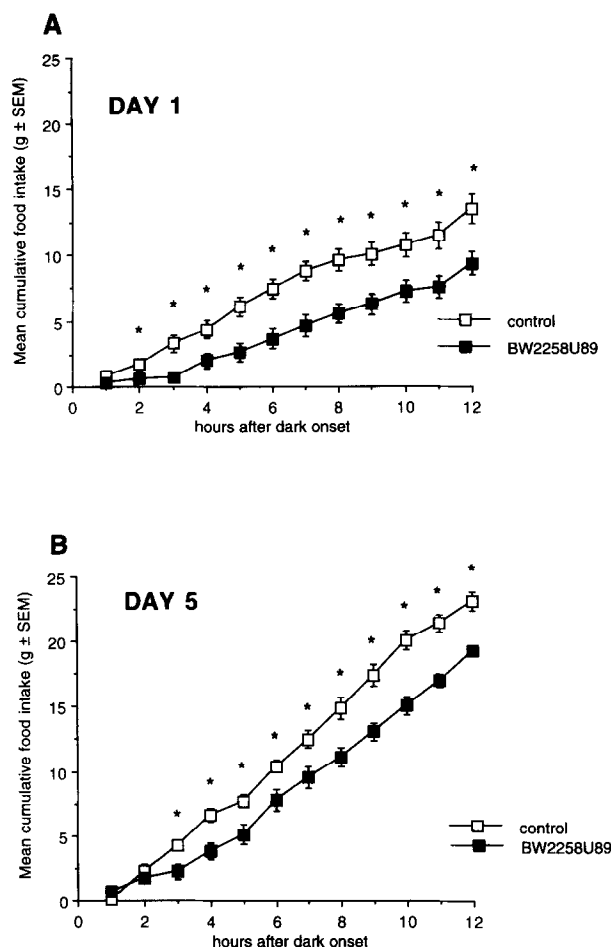 A
DAY 1
Mean cumulative food intake (g ± SEM)
25
20
15
10
5
0
* * * * * * * * * * *
control
BW2258U89
0 2 4 6 8 10 12
hours after dark onset
B
DAY 5
Mean cumulative food intake (g ± SEM)
25
20
15
10
5
0
* * * * * * * * * *
control
BW2258U89
0 2 4 6 8 10 12
hours after dark onset